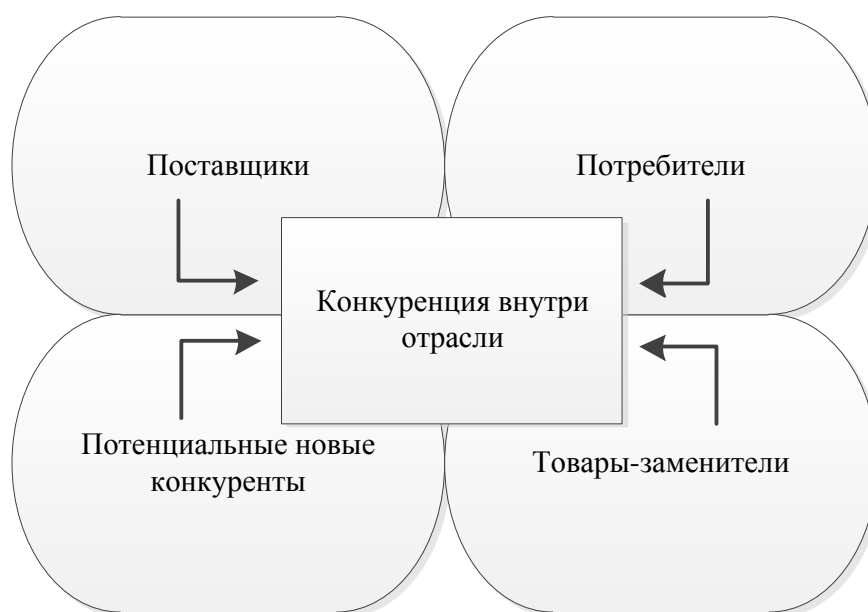 Поставщики
Потребители
Конкуренция внутри
отрасли
Потенциальные новые
конкуренты
Товары-заменители